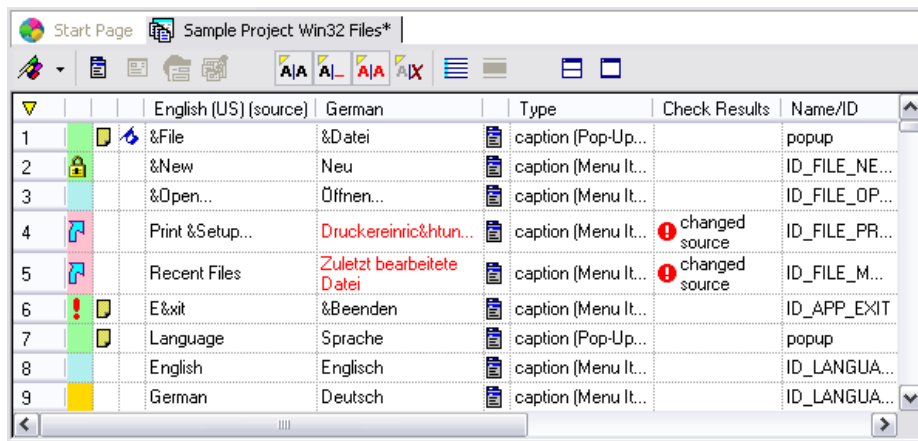 Start Page Sample Project Win32 Files*
A|A A|_ A|A A|X
English (US) (source) German Type Check Results Name/ID
1 &File &Datei caption (Pop-Up... popup
2 &New Neu caption (Menu It... ID_FILE_NE...
3 &Open... Öffnen... caption (Menu It... ID_FILE_OP...
4 Print &Setup... Druckereinric&htun... caption (Menu It... changed source ID_FILE_PR...
5 Recent Files Zuletzt bearbeitete Datei caption (Menu It... changed source ID_FILE_M...
6 E&xit &Beenden caption (Menu It... ID_APP_EXIT
7 Language Sprache caption (Pop-Up... popup
8 English Englisch caption (Menu It... ID_LANGUA...
9 German Deutsch caption (Menu It... ID_LANGUA...